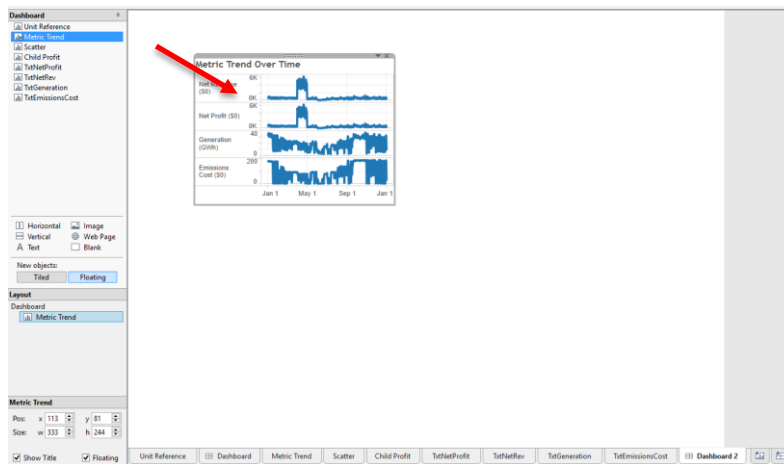 Dashboard
Unit Reference
Metric Trend
Scatter
Child Profit
TxtNetProfit
TxtNetRev
TxtGeneration
TxtEmissionsCost
Horizontal Image
Vertical Web Page
A Text Blank
New objects:
Tiled Floating
Layout
Dashboard
Metric Trend
Metric Trend
Pos: x 113 y 81
Size: w 333 h 244
Show Title Floating
Metric Trend Over Time
6K
($0)
0K
6K
Net Profit ($0)
0K
40
Generation
(GWh)
0
200
Emissions
Cost ($0)
0
Jan 1 May 1 Sep 1 Jan 1
Unit Reference Dashboard Metric Trend Scatter Child Profit TxtNetProfit TxtNetRev TxtGeneration TxtEmissionsCost Dashboard 2